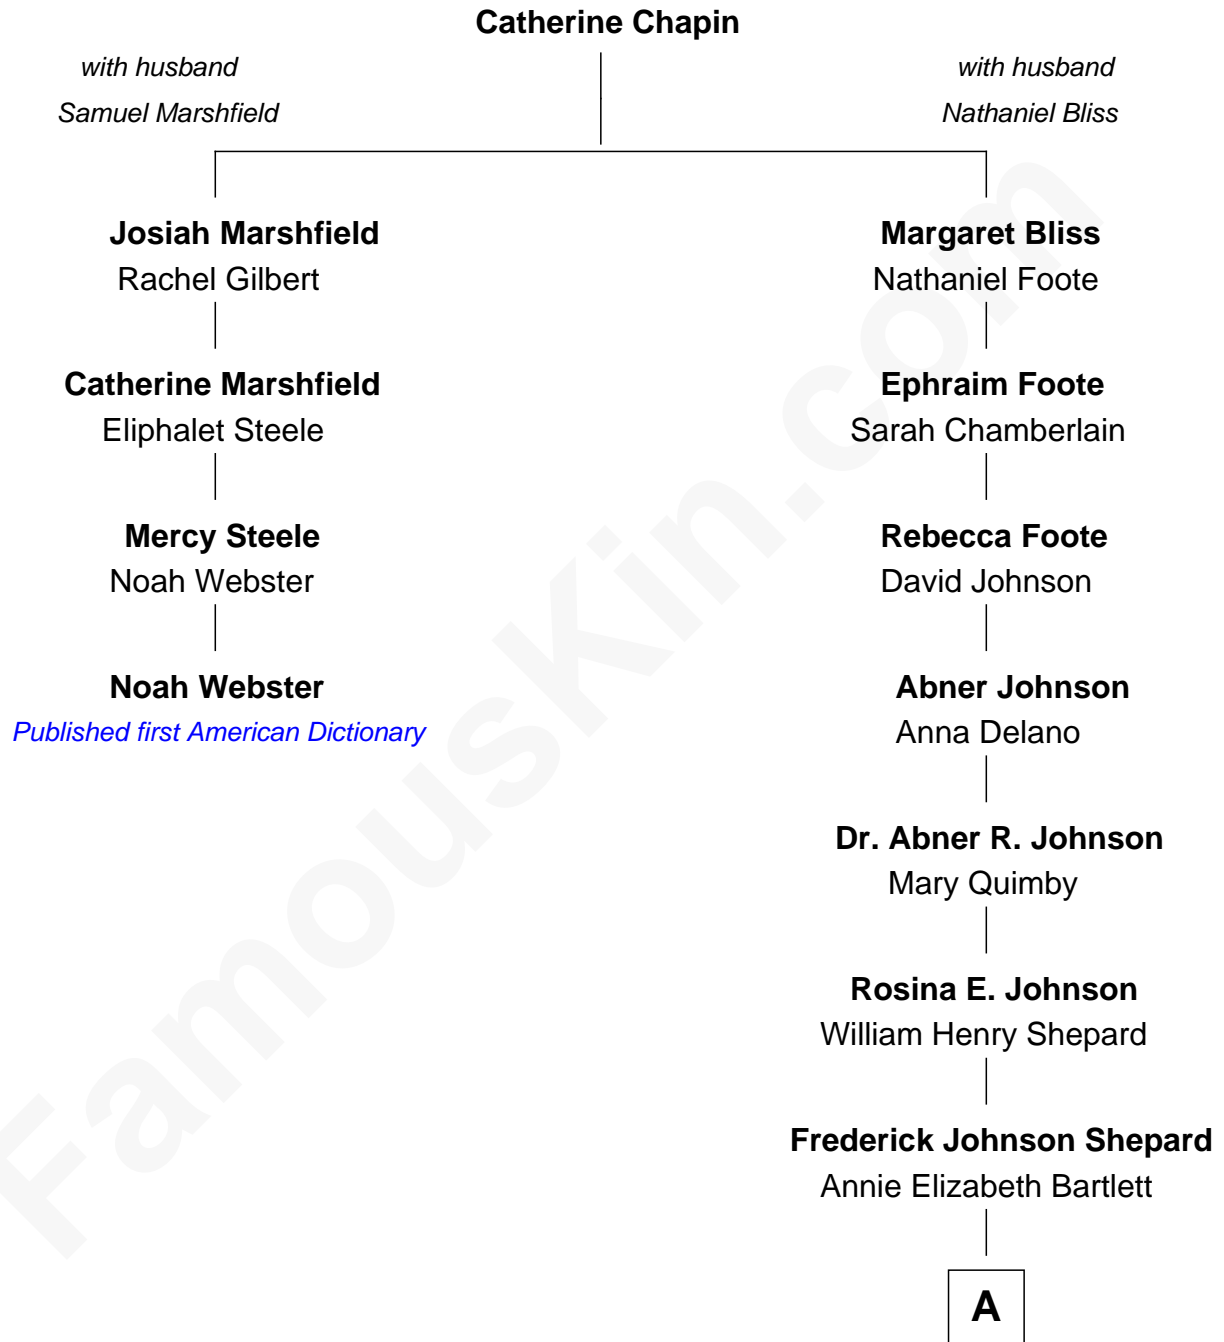 Catherine Chapin
with husband
Samuel Marshfield
with husband
Nathaniel Bliss
Josiah Marshfield
Rachel Gilbert
Catherine Marshfield
Eliphalet Steele
Mercy Steele
Noah Webster
Noah Webster
Published first American Dictionary
Margaret Bliss
Nathaniel Foote
Ephraim Foote
Sarah Chamberlain
Rebecca Foote
David Johnson
Abner Johnson
Anna Delano
Dr. Abner R. Johnson
Mary Quimby
Rosina E. Johnson
William Henry Shepard
Frederick Johnson Shepard
Annie Elizabeth Bartlett
A
FamousKin.com